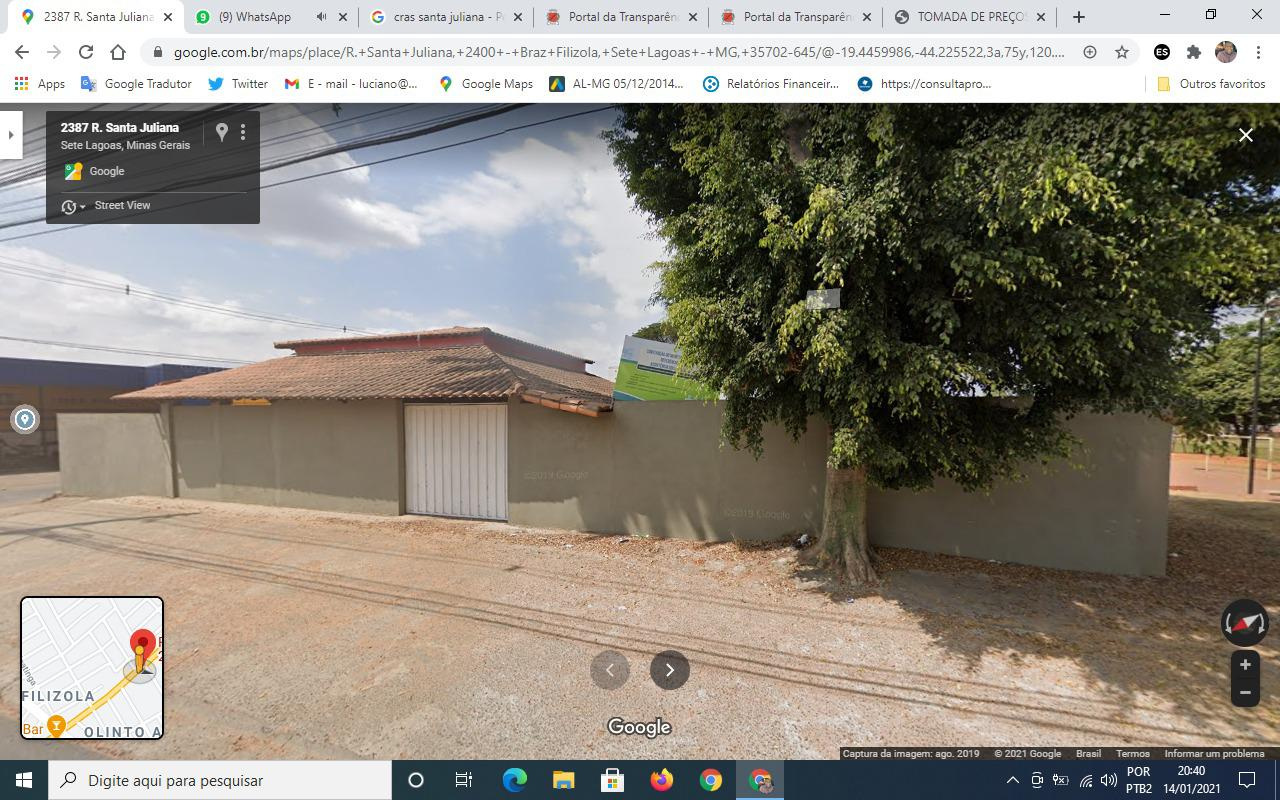 2387 R. Santa Juliana
(9) WhatsApp
cras santa juliana - P
Portal da Transparên
Portal da Transparên
TOMADA DE PREÇOS
google.com.br/maps/place/R.+Santa+Juliana,+2400+-+Braz+Filizola,+Sete+Lagoas+-+MG,+35702-645/@-19.4459986,-44.225522,3a,75y,120....
ES
Apps
Google Tradutor
Twitter
E - mail - luciano@...
Google Maps
AL-MG 05/12/2014...
Relatórios Financeir...
https://consultapro...
Outros favoritos
2387 R. Santa Juliana
Sete Lagoas, Minas Gerais
Google
Street View
©2019 Google
©2019 Google
FILIZOLA
Bar
OLINTO A
Google
Captura da imagem: ago. 2019 © 2021 Google Brasil Termos Informar um problema
Digite aqui para pesquisar
POR
PTB2
20:40
14/01/2021